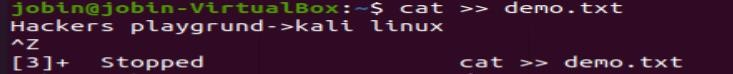 jobin@jobin-VirtualBox:~$ cat >> demo.txt
Hackers playgrund->kali linux
^Z
[3]+  Stopped                 cat >> demo.txt